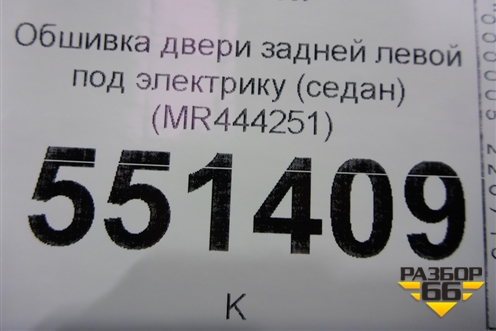 Обшивка двери задней левой
под электрику (седан)
(MR444251)
551409
К
РАЗБОР
66